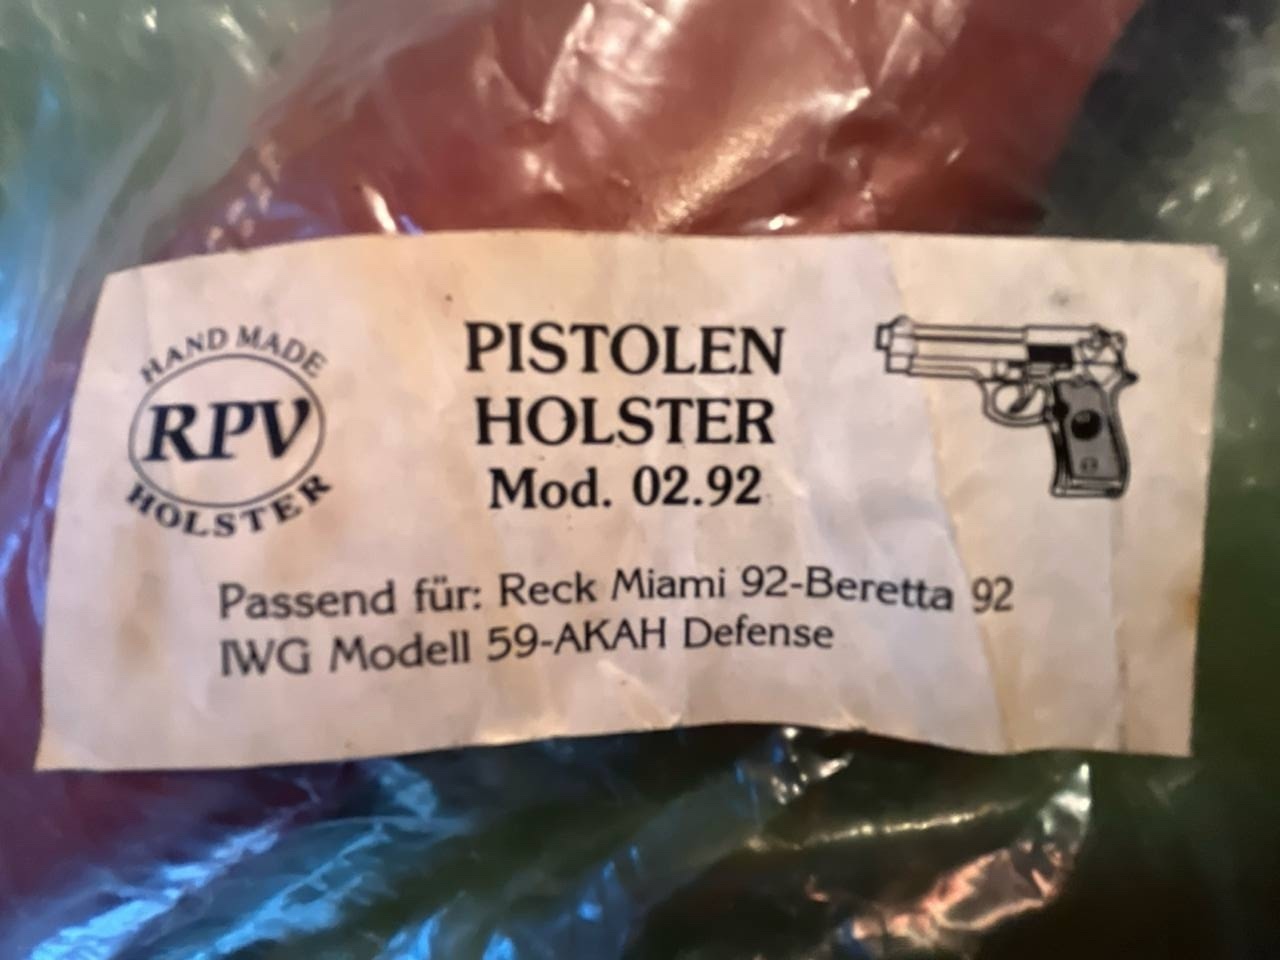 HAND MADE
RPV
HOLSTER
PISTOLEN
HOLSTER
Mod. 02.92
Passend für: Reck Miami 92-Beretta 92
IWG Modell 59-AKAH Defense